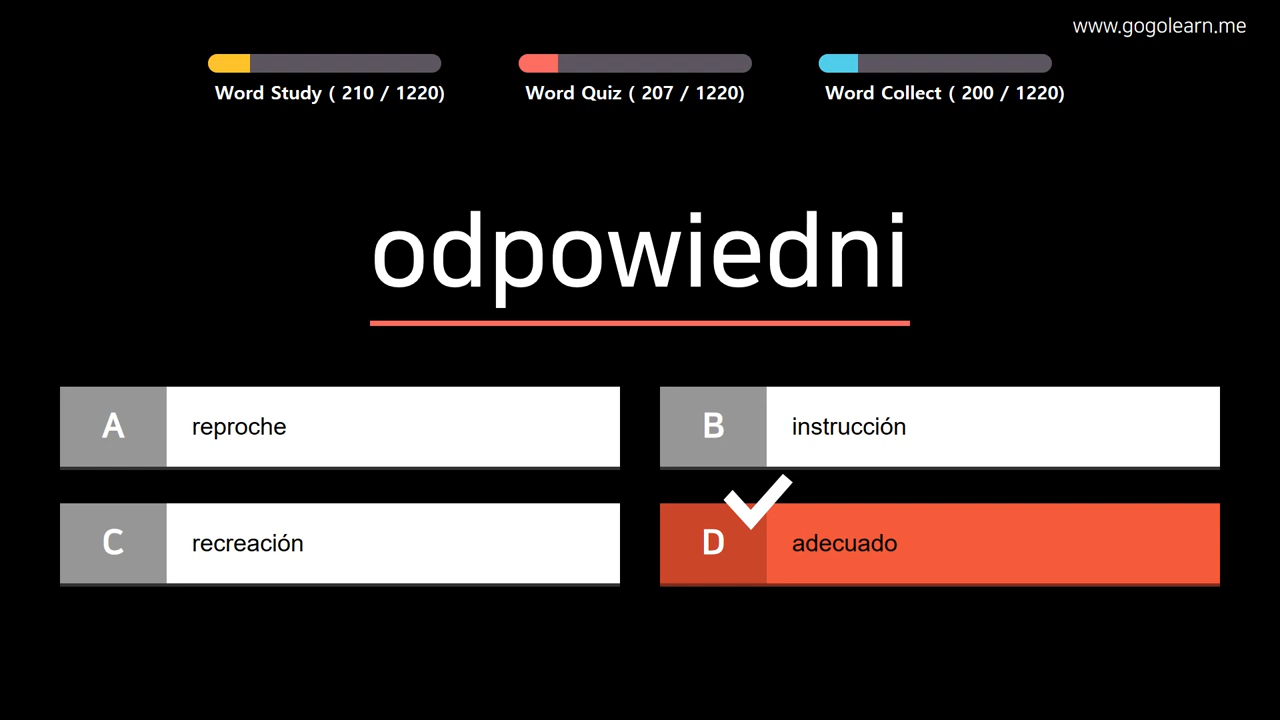 www.gogolearn.me
Word Study ( 210 / 1220)
Word Quiz ( 207 / 1220)
Word Collect ( 200 / 1220)
odpowiedni
A reproche
B instrucción
C recreación
D adecuado